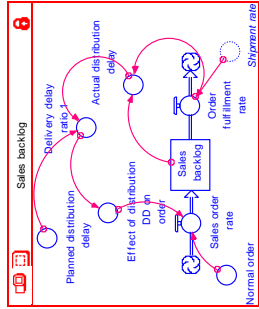 Sales backlog
Planned distribution
delay
Delivery delay
ratio 1
Actual distribution
delay
Effect of distribution
DD on
order
Normal order
Sales order
rate
Sales
backlog
Order
fulfillment
rate
Shipment rate